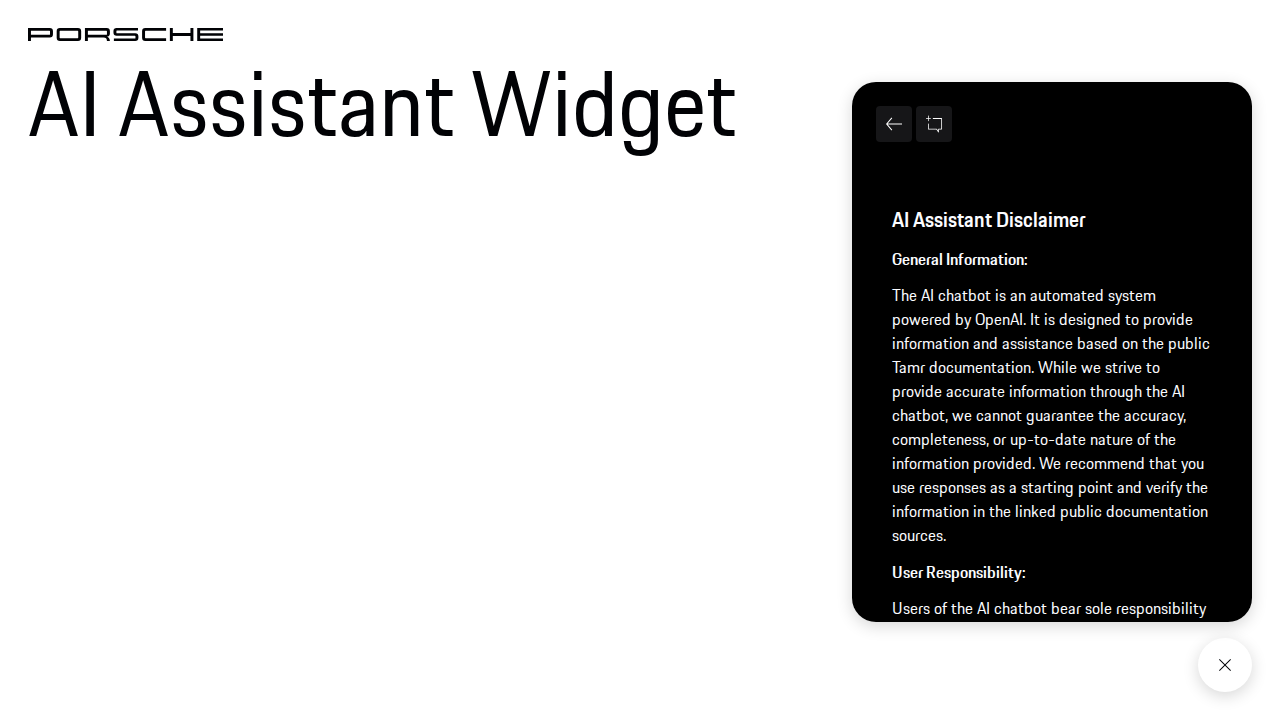 PORSCHE
AI Assistant Widget
AI Assistant Disclaimer
General Information:
The AI chatbot is an automated system
powered by OpenAI. It is designed to provide
information and assistance based on the public
Tamr documentation. While we strive to
provide accurate information through the AI
chatbot, we cannot guarantee the accuracy,
completeness, or up-to-date nature of the
information provided. We recommend that you
use responses as a starting point and verify the
information in the linked public documentation
sources.
User Responsibility:
Users of the AI chatbot bear sole responsibility